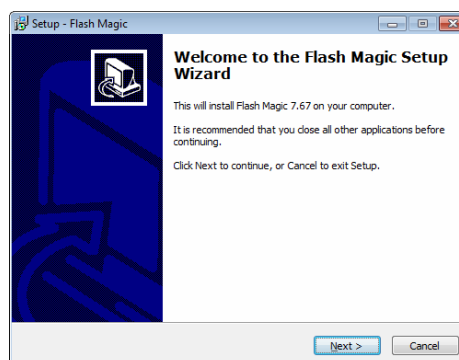 Setup - Flash Magic
Welcome to the Flash Magic Setup
Wizard
This will install Flash Magic 7.67 on your computer.
It is recommended that you close all other applications before
continuing.
Click Next to continue, or Cancel to exit Setup.
Next >
Cancel